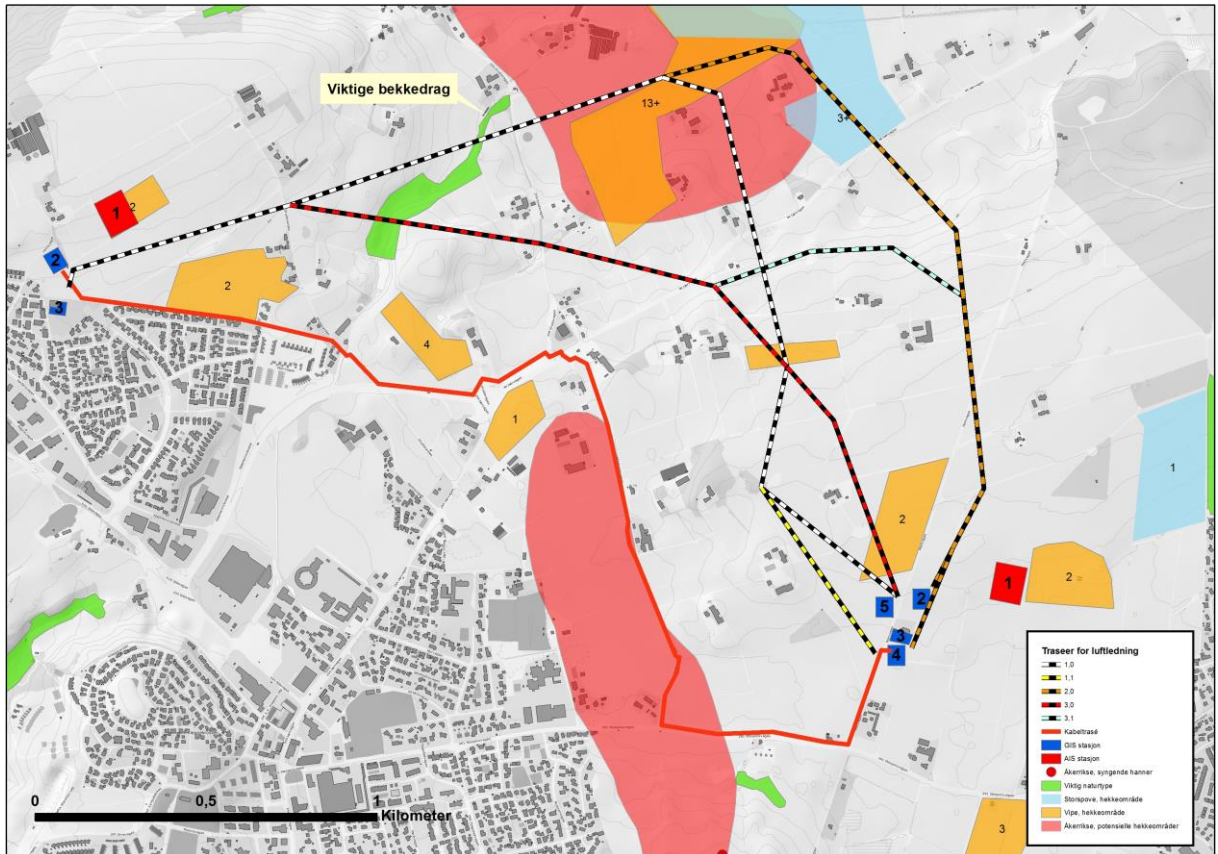 Viktige bekkedrag
13+
3+
1
2
2
3
2
4
1
1
2
1
2
5
2
3
4
3
0
0,5
1
Kilometer
Traseer for luftledning
1,0
1,1
2,0
3,0
3,1
Kabeltrasé
GIS stasjon
AIS stasjon
Åkerrikse, syngende hanner
Viktig naturtype
Storspove, hekkeområde
Vipe, hekkeområde
Åkerrikse, potensielle hekkeområder